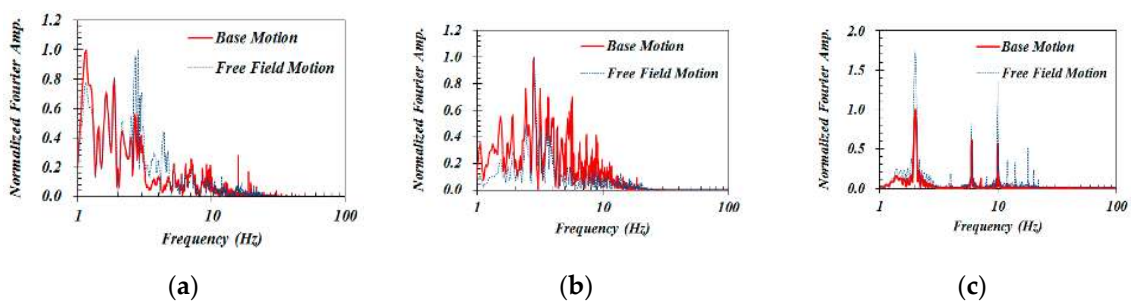 Normalized Fourier Amp.
1.2
1.0
0.8
0.6
0.4
0.2
0.0
Base Motion
Free Field Motion
1
10
100
Frequency (Hz)
(a)
Normalized Fourier Amp.
1.2
1.0
0.8
0.6
0.4
0.2
0.0
Base Motion
Free Field Motion
1
10
100
Frequency (Hz)
(b)
Normalized Fourier Amp.
2.0
1.5
1.0
0.5
0.0
Base Motion
Free Field Motion
1
10
100
Frequency (Hz)
(c)